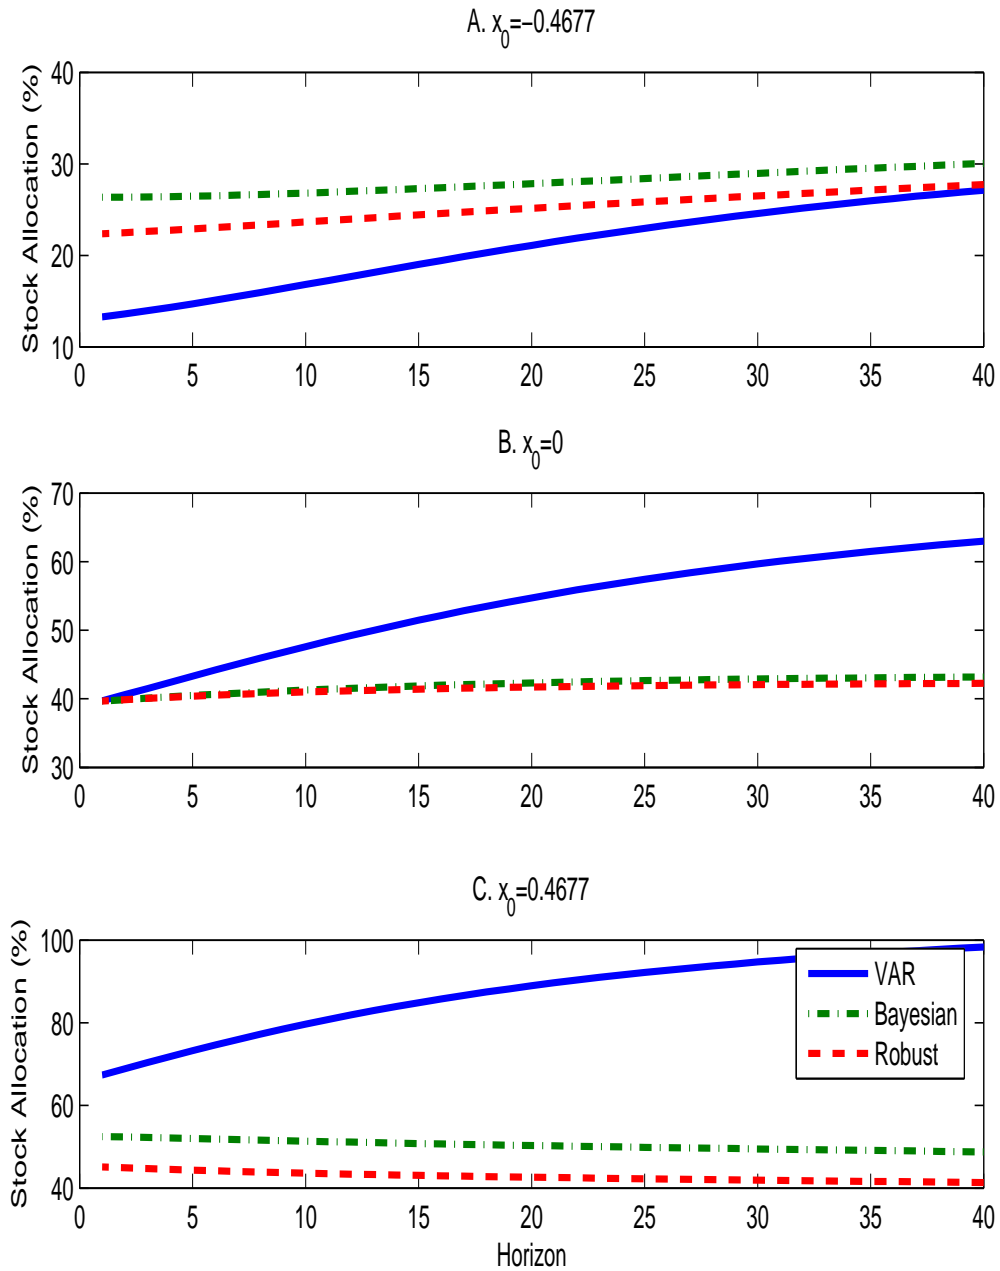 A. x0=−0.4677
Stock Allocation (%)
40
30
20
10
0 5 10 15 20 25 30 35 40
B. x0=0
Stock Allocation (%)
70
60
50
40
30
0 5 10 15 20 25 30 35 40
C. x0=0.4677
Stock Allocation (%)
100
80
60
40
VAR
Bayesian
Robust
0 5 10 15 20 25 30 35 40
Horizon